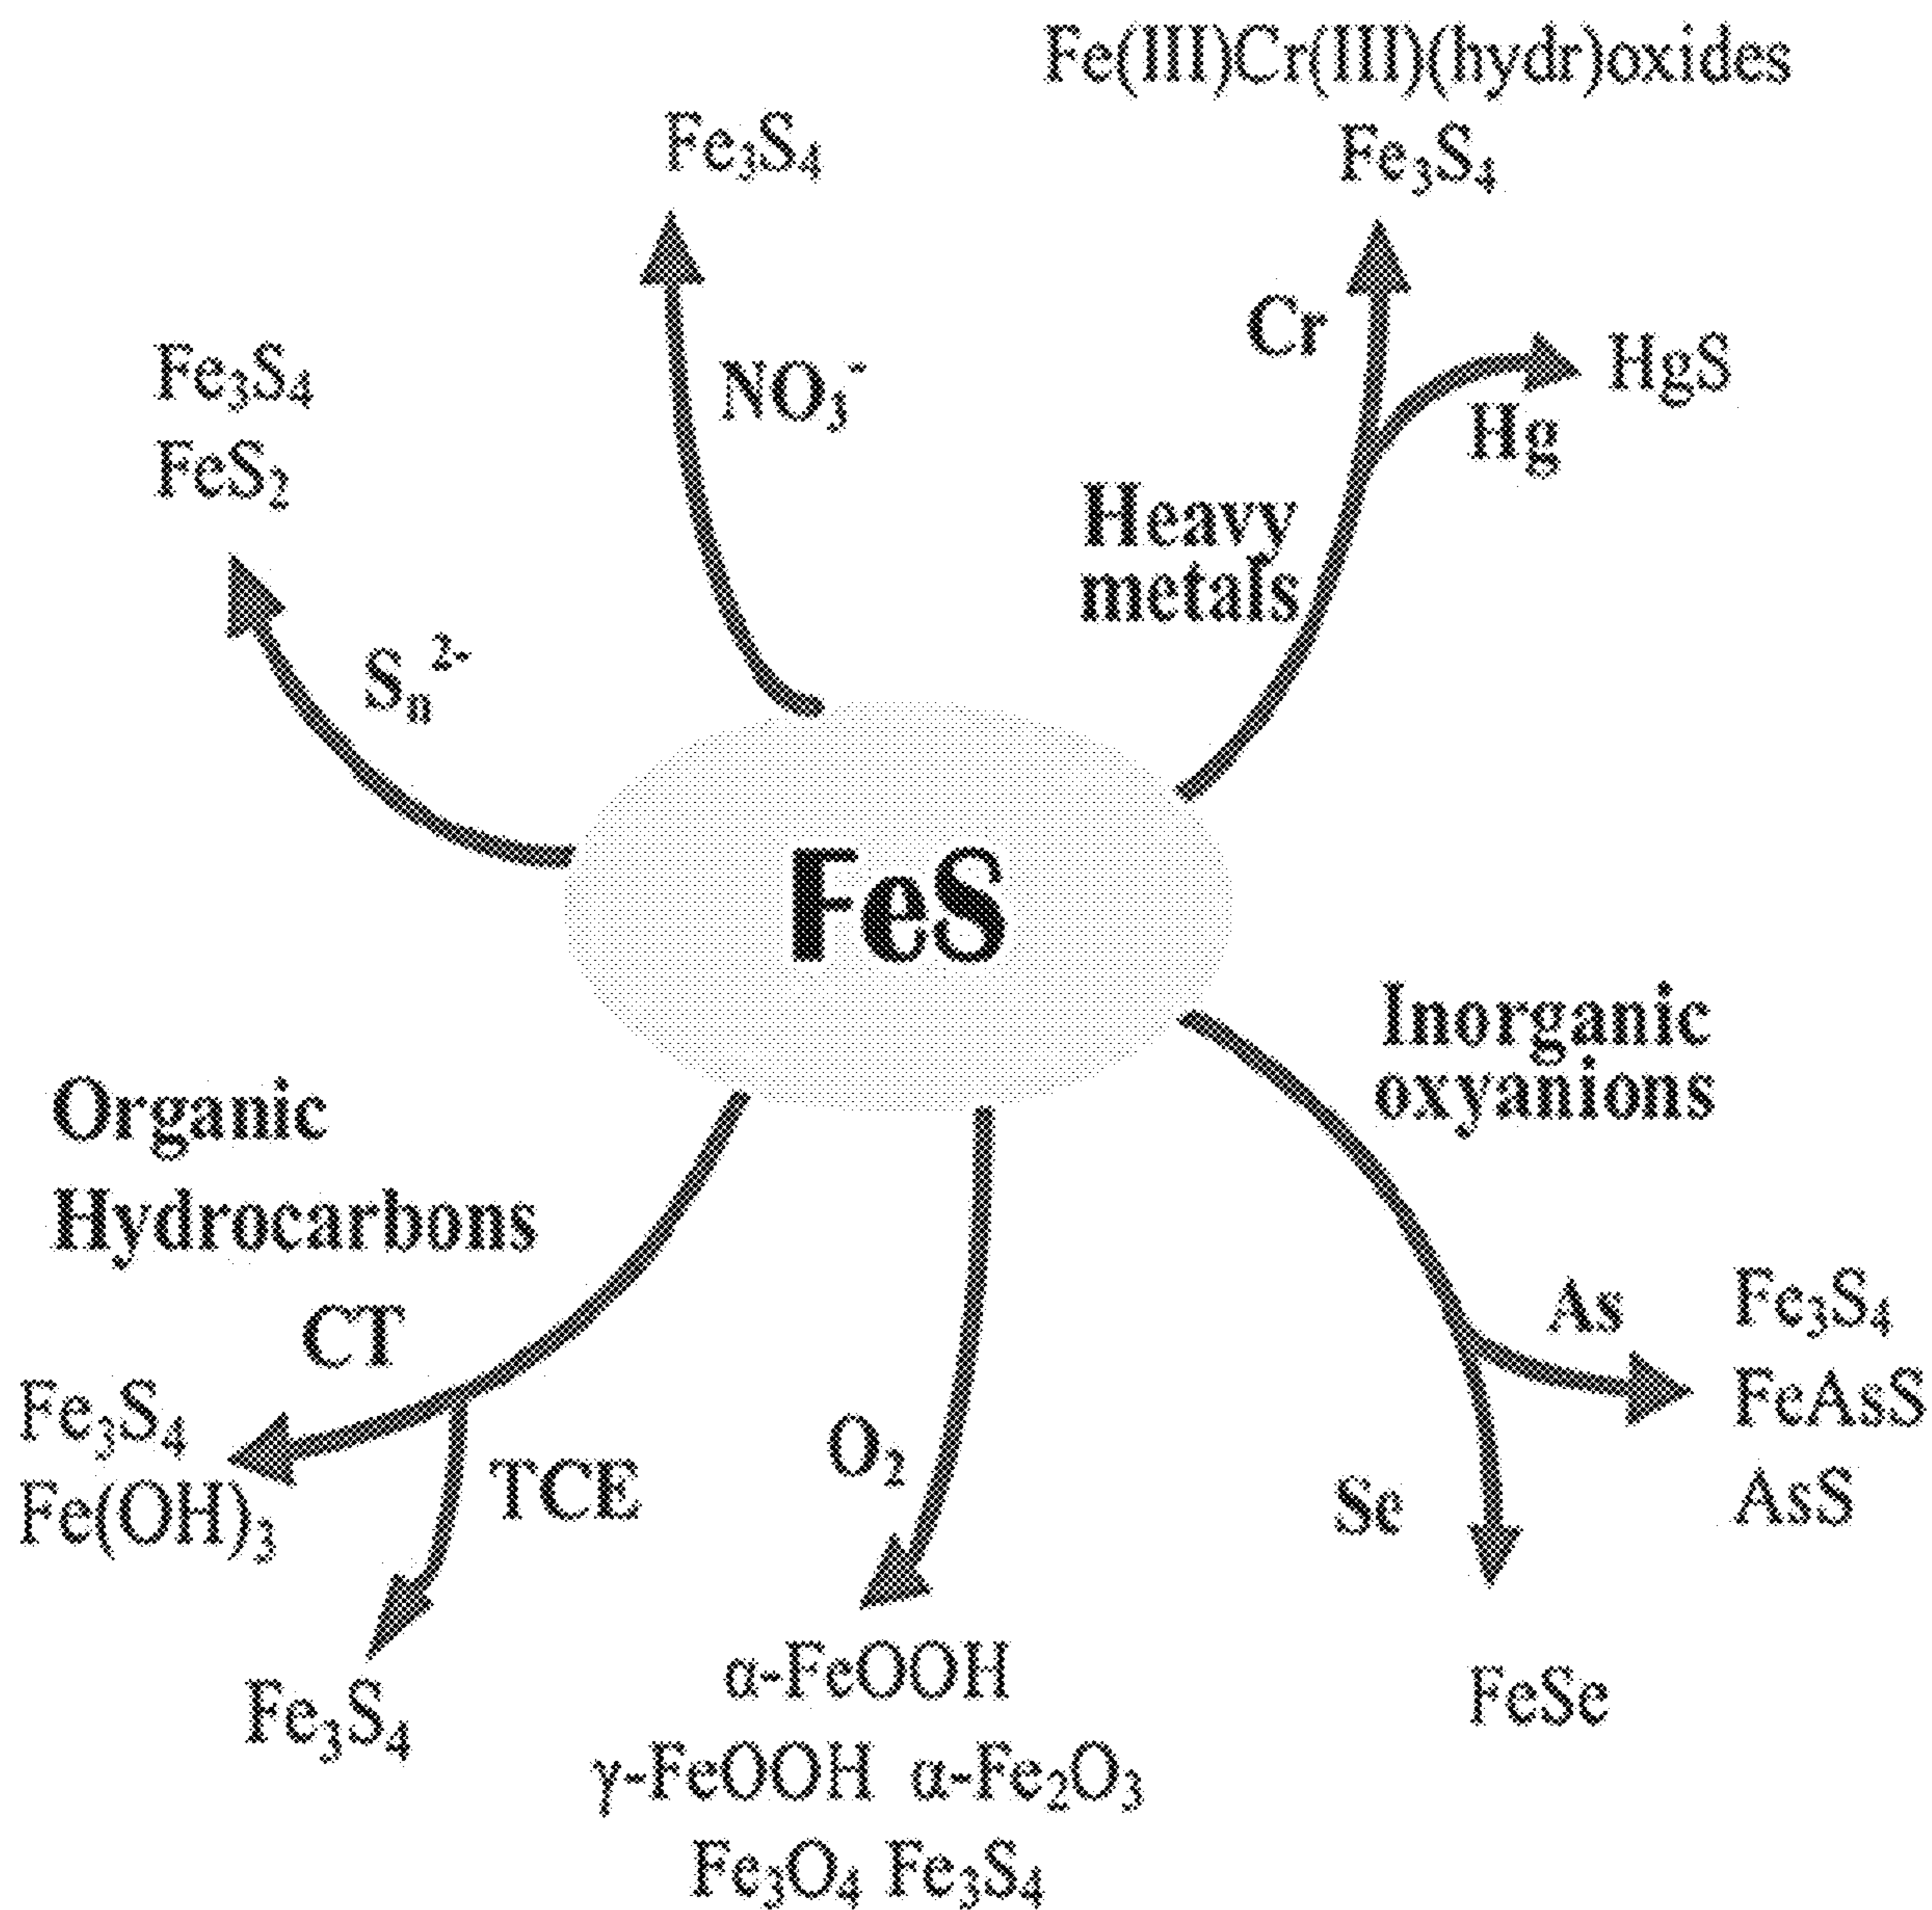 Fe(III)Cr(III)(hydr)oxides
Fe₃S₄
Fe₃S₄
Cr
HgS
Hg
NO₃⁻
Fe₃S₄
FeS₂
Heavy
metals
Sₙ²⁻
FeS
Inorganic
oxyanions
Organic
Hydrocarbons
CT
Fe₃S₄
Fe(OH)₃
TCE
Fe₃S₄
O₂
α-FeOOH
γ-FeOOH α-Fe₂O₃
Fe₃O₄ Fe₃S₄
As
Fe₃S₄
FeAsS
AsS
Se
FeSe